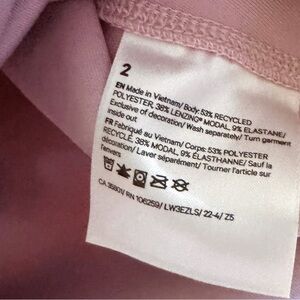 2
EN Made in Vietnam/ Body: 53% RECYCLED
POLYESTER, 38% LENZING® MODAL, 9% ELASTANE/
Exclusive of decoration/ Wash separately/ Turn garment
inside out
FR Fabriqué au Vietnam/ Corps: 53% POLYESTER
RECYCLÉ, 38% MODAL, 9% ÉLASTHANNE/ Sauf la
décoration/ Laver séparément/ Tourner l'article sur
l'envers
CA 35801/ RN 106259/ LW3EZLS/ 22-4/ Z5